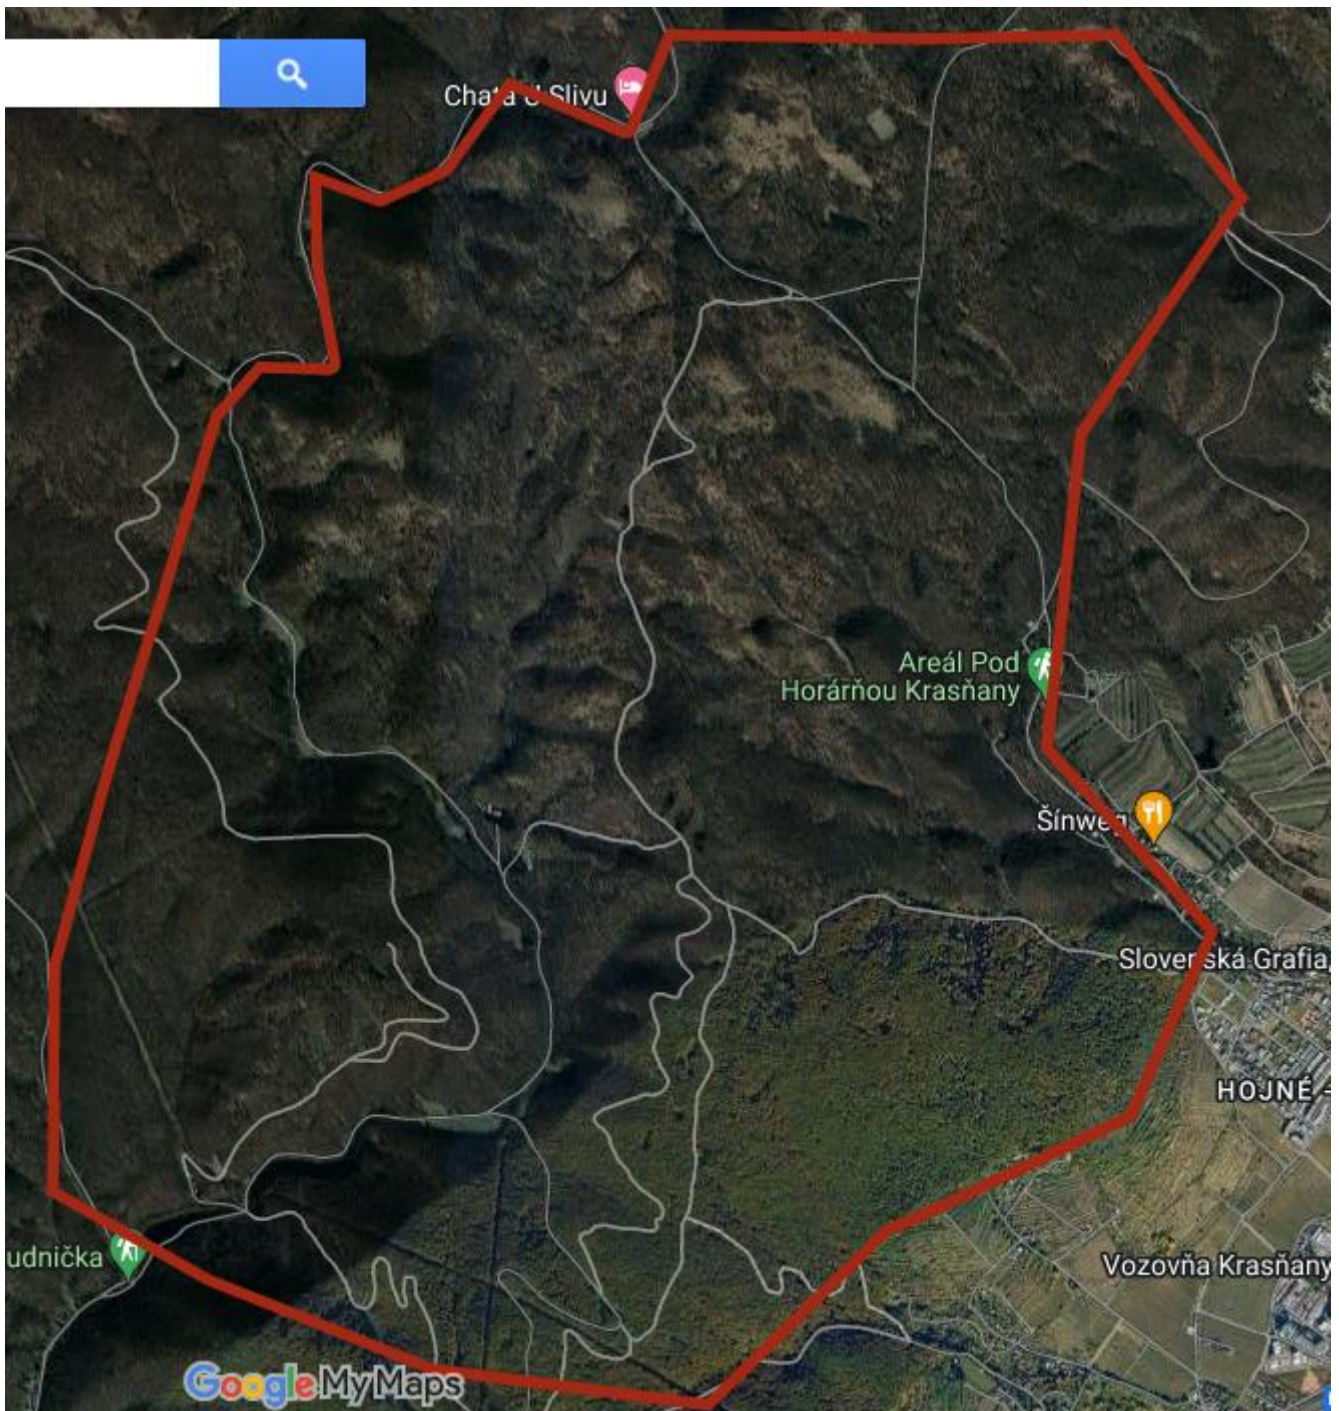 Chata U Slivu
Areál Pod
Horárňou Krasňany
Šínweg
Slovenská Grafia,
HOJNÉ -
udnička
Vozovňa Krasňany
Google My Maps